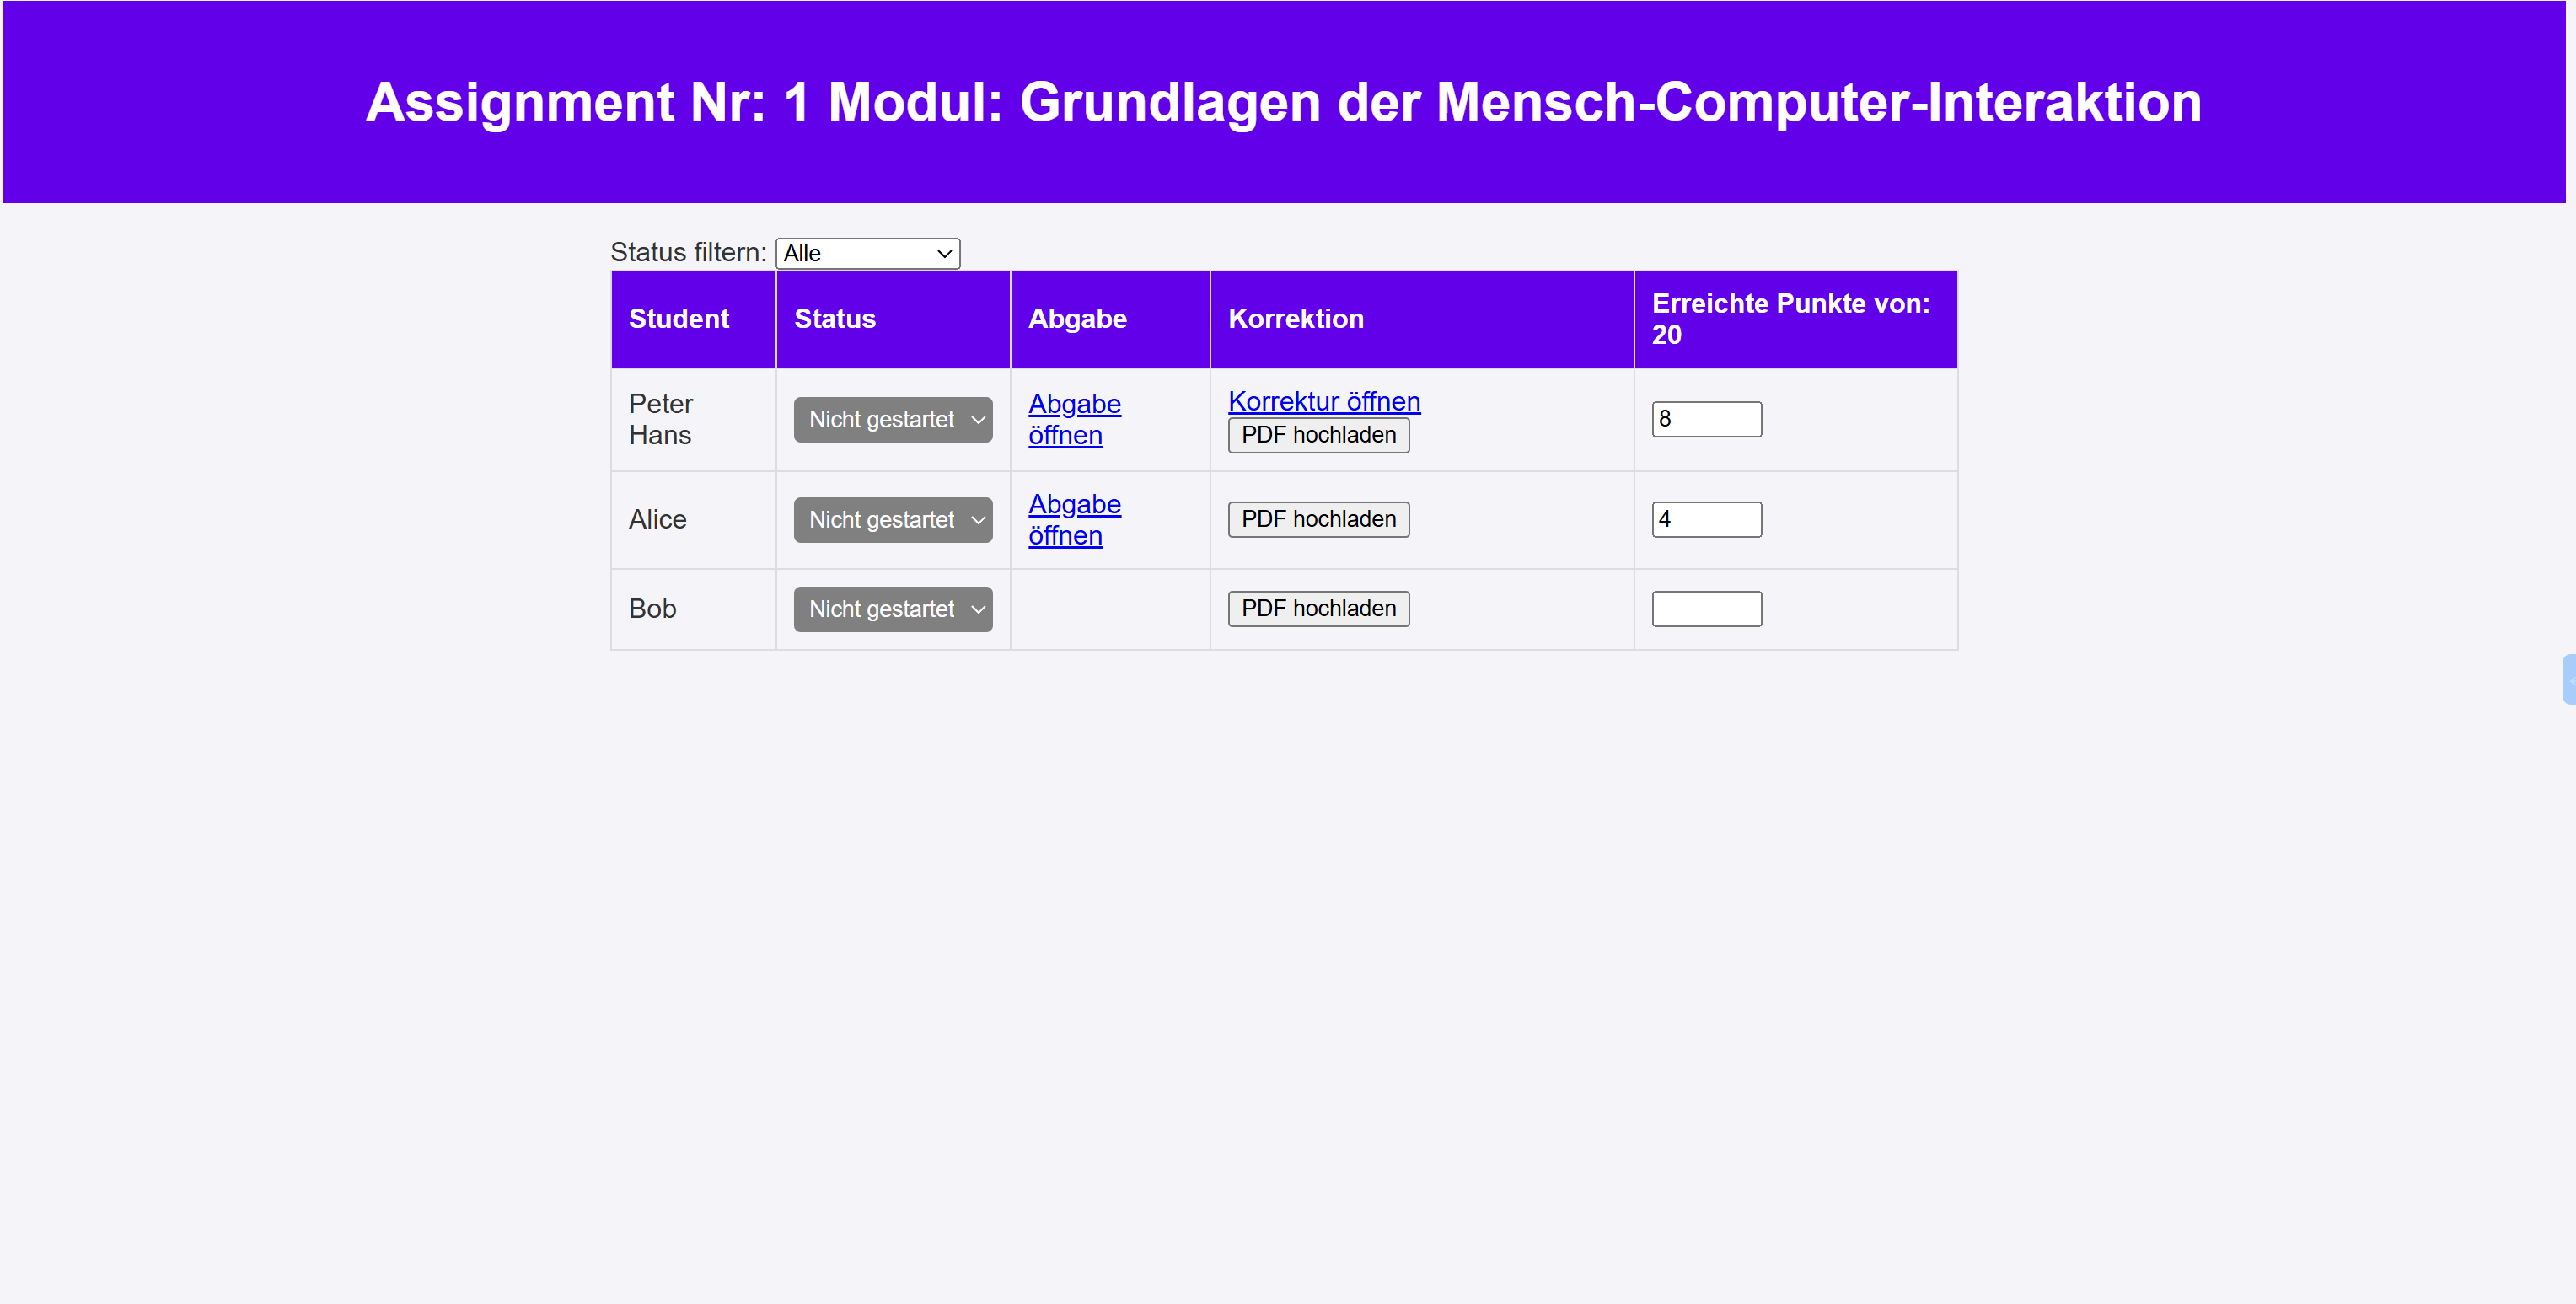 Assignment Nr: 1 Modul: Grundlagen der Mensch-Computer-Interaktion
Status filtern: Alle
Student Status Abgabe Korrektion Erreichte Punkte von:
20
Peter
Hans
Nicht gestartet
Abgabe
öffnen
Korrektur öffnen
PDF hochladen
8
Alice
Nicht gestartet
Abgabe
öffnen
PDF hochladen
4
Bob
Nicht gestartet
PDF hochladen